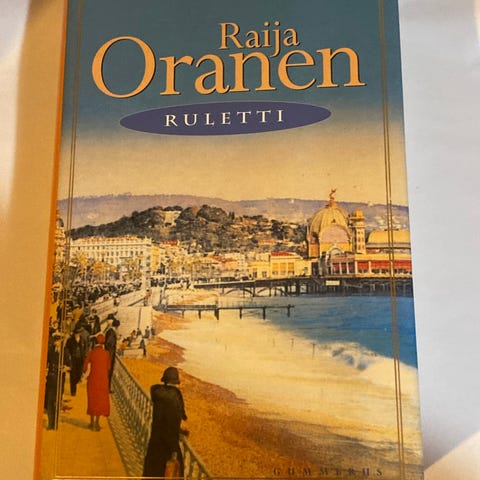 Raija
Oranen
RULETTI
GUMMERUS